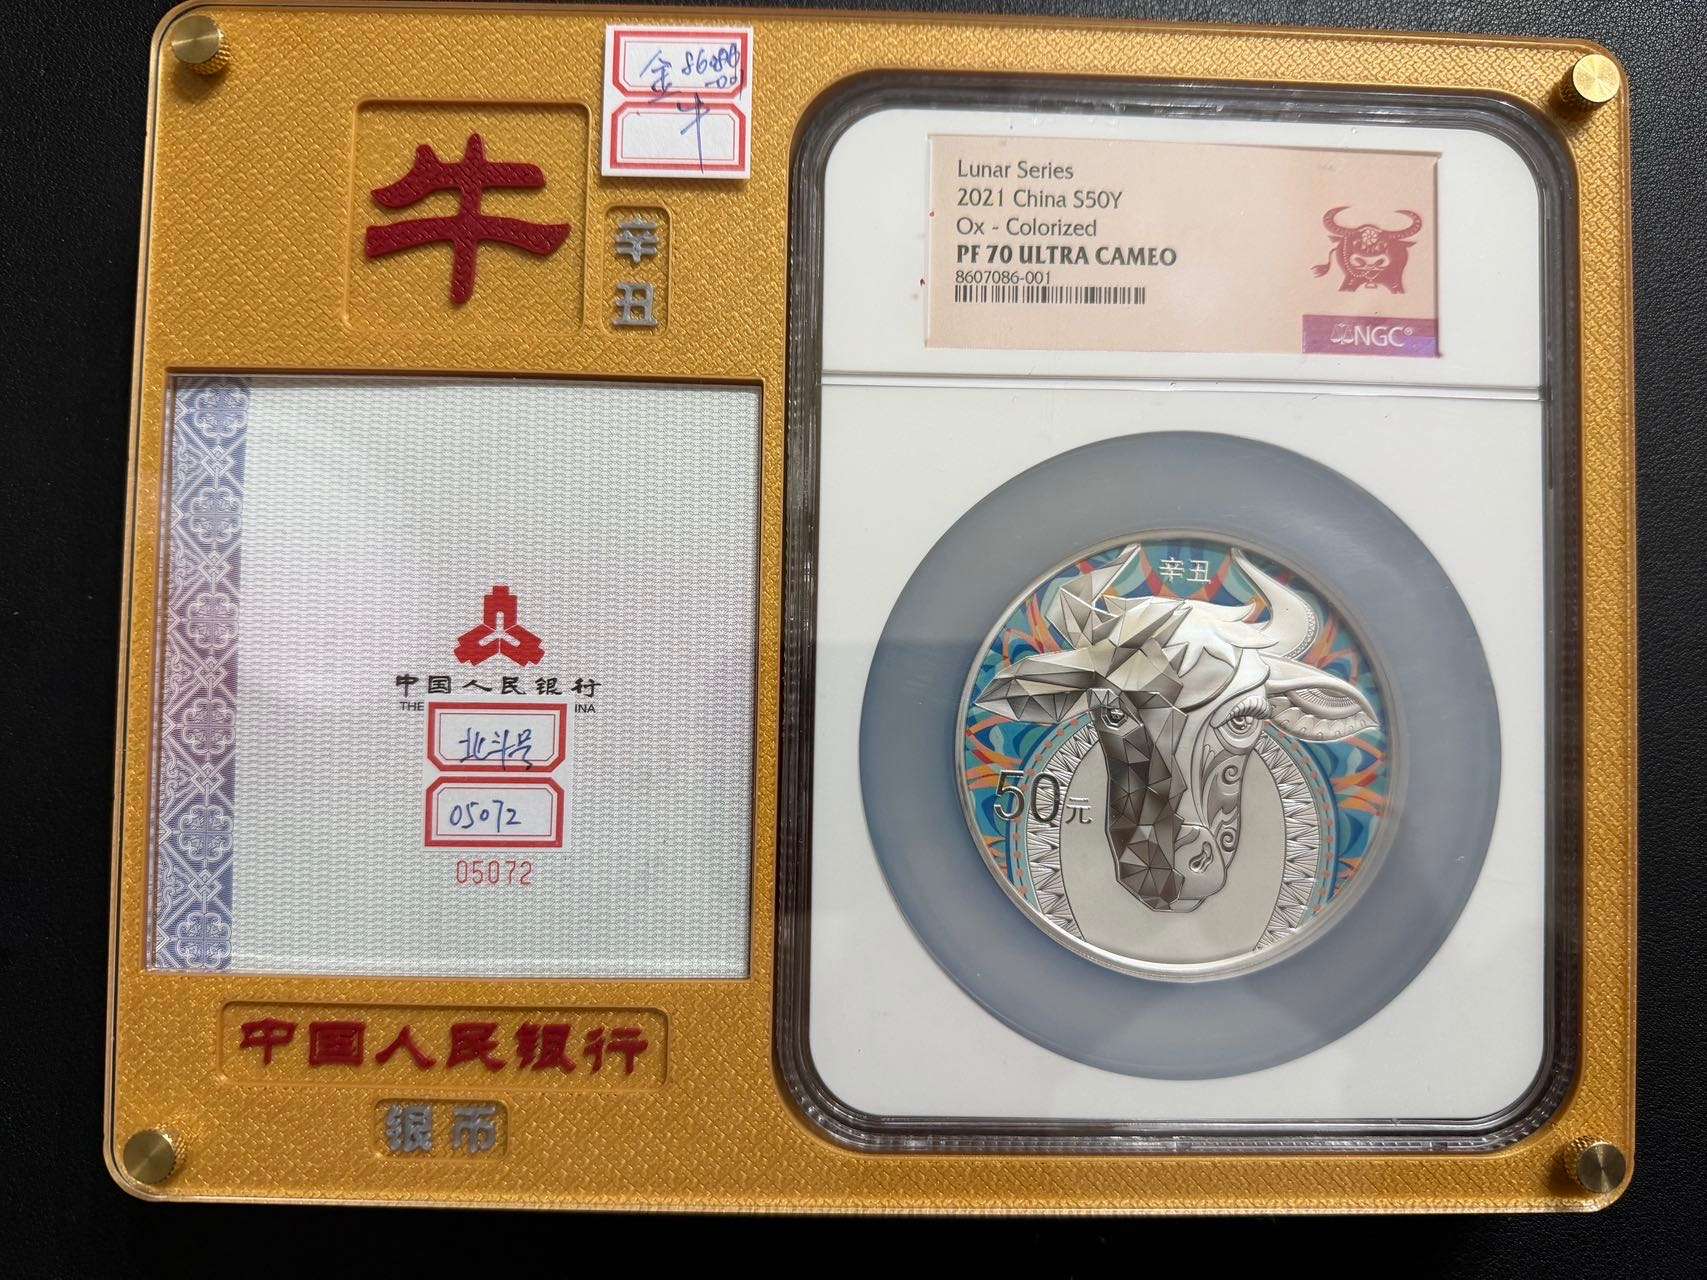 牛
辛
丑
金
牛
Lunar Series
2021 China S50Y
Ox - Colorized
PF 70 ULTRA CAMEO
8607086-001
NGC®
中国人民银行
THE
INA
北斗号
05072
05072
中国人民银行
银币
辛丑
50元